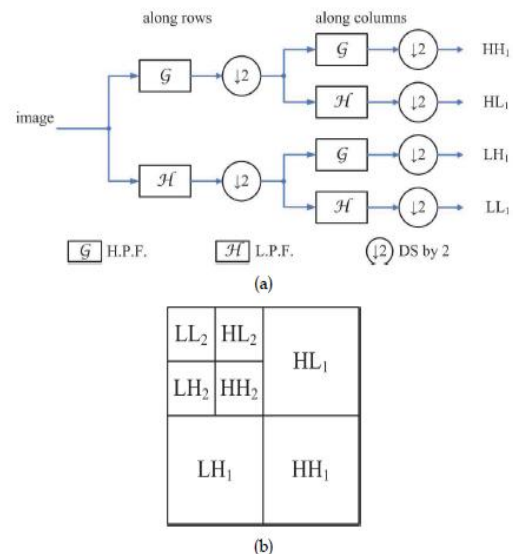 along rows along columns
𝒢 ↓2 HH₁
𝒢 ↓2
ℋ ↓2 HL₁
image
𝒢 ↓2 LH₁
ℋ ↓2
ℋ ↓2 LL₁
𝒢 H.P.F. ℋ L.P.F. ↓2 DS by 2
(a)
LL₂ HL₂
HL₁
LH₂ HH₂
LH₁ HH₁
(b)